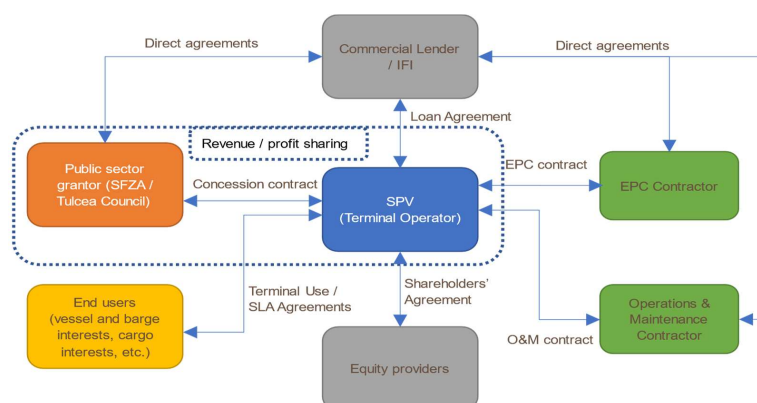 Direct agreements
Commercial Lender
/ IFI
Direct agreements
Loan Agreement
Revenue / profit sharing
Public sector
grantor (SFZA /
Tulcea Council)
Concession contract
SPV
(Terminal Operator)
EPC contract
EPC Contractor
End users
(vessel and barge
interests, cargo
interests, etc.)
Terminal Use /
SLA Agreements
Shareholders'
Agreement
O&M contract
Operations &
Maintenance
Contractor
Equity providers